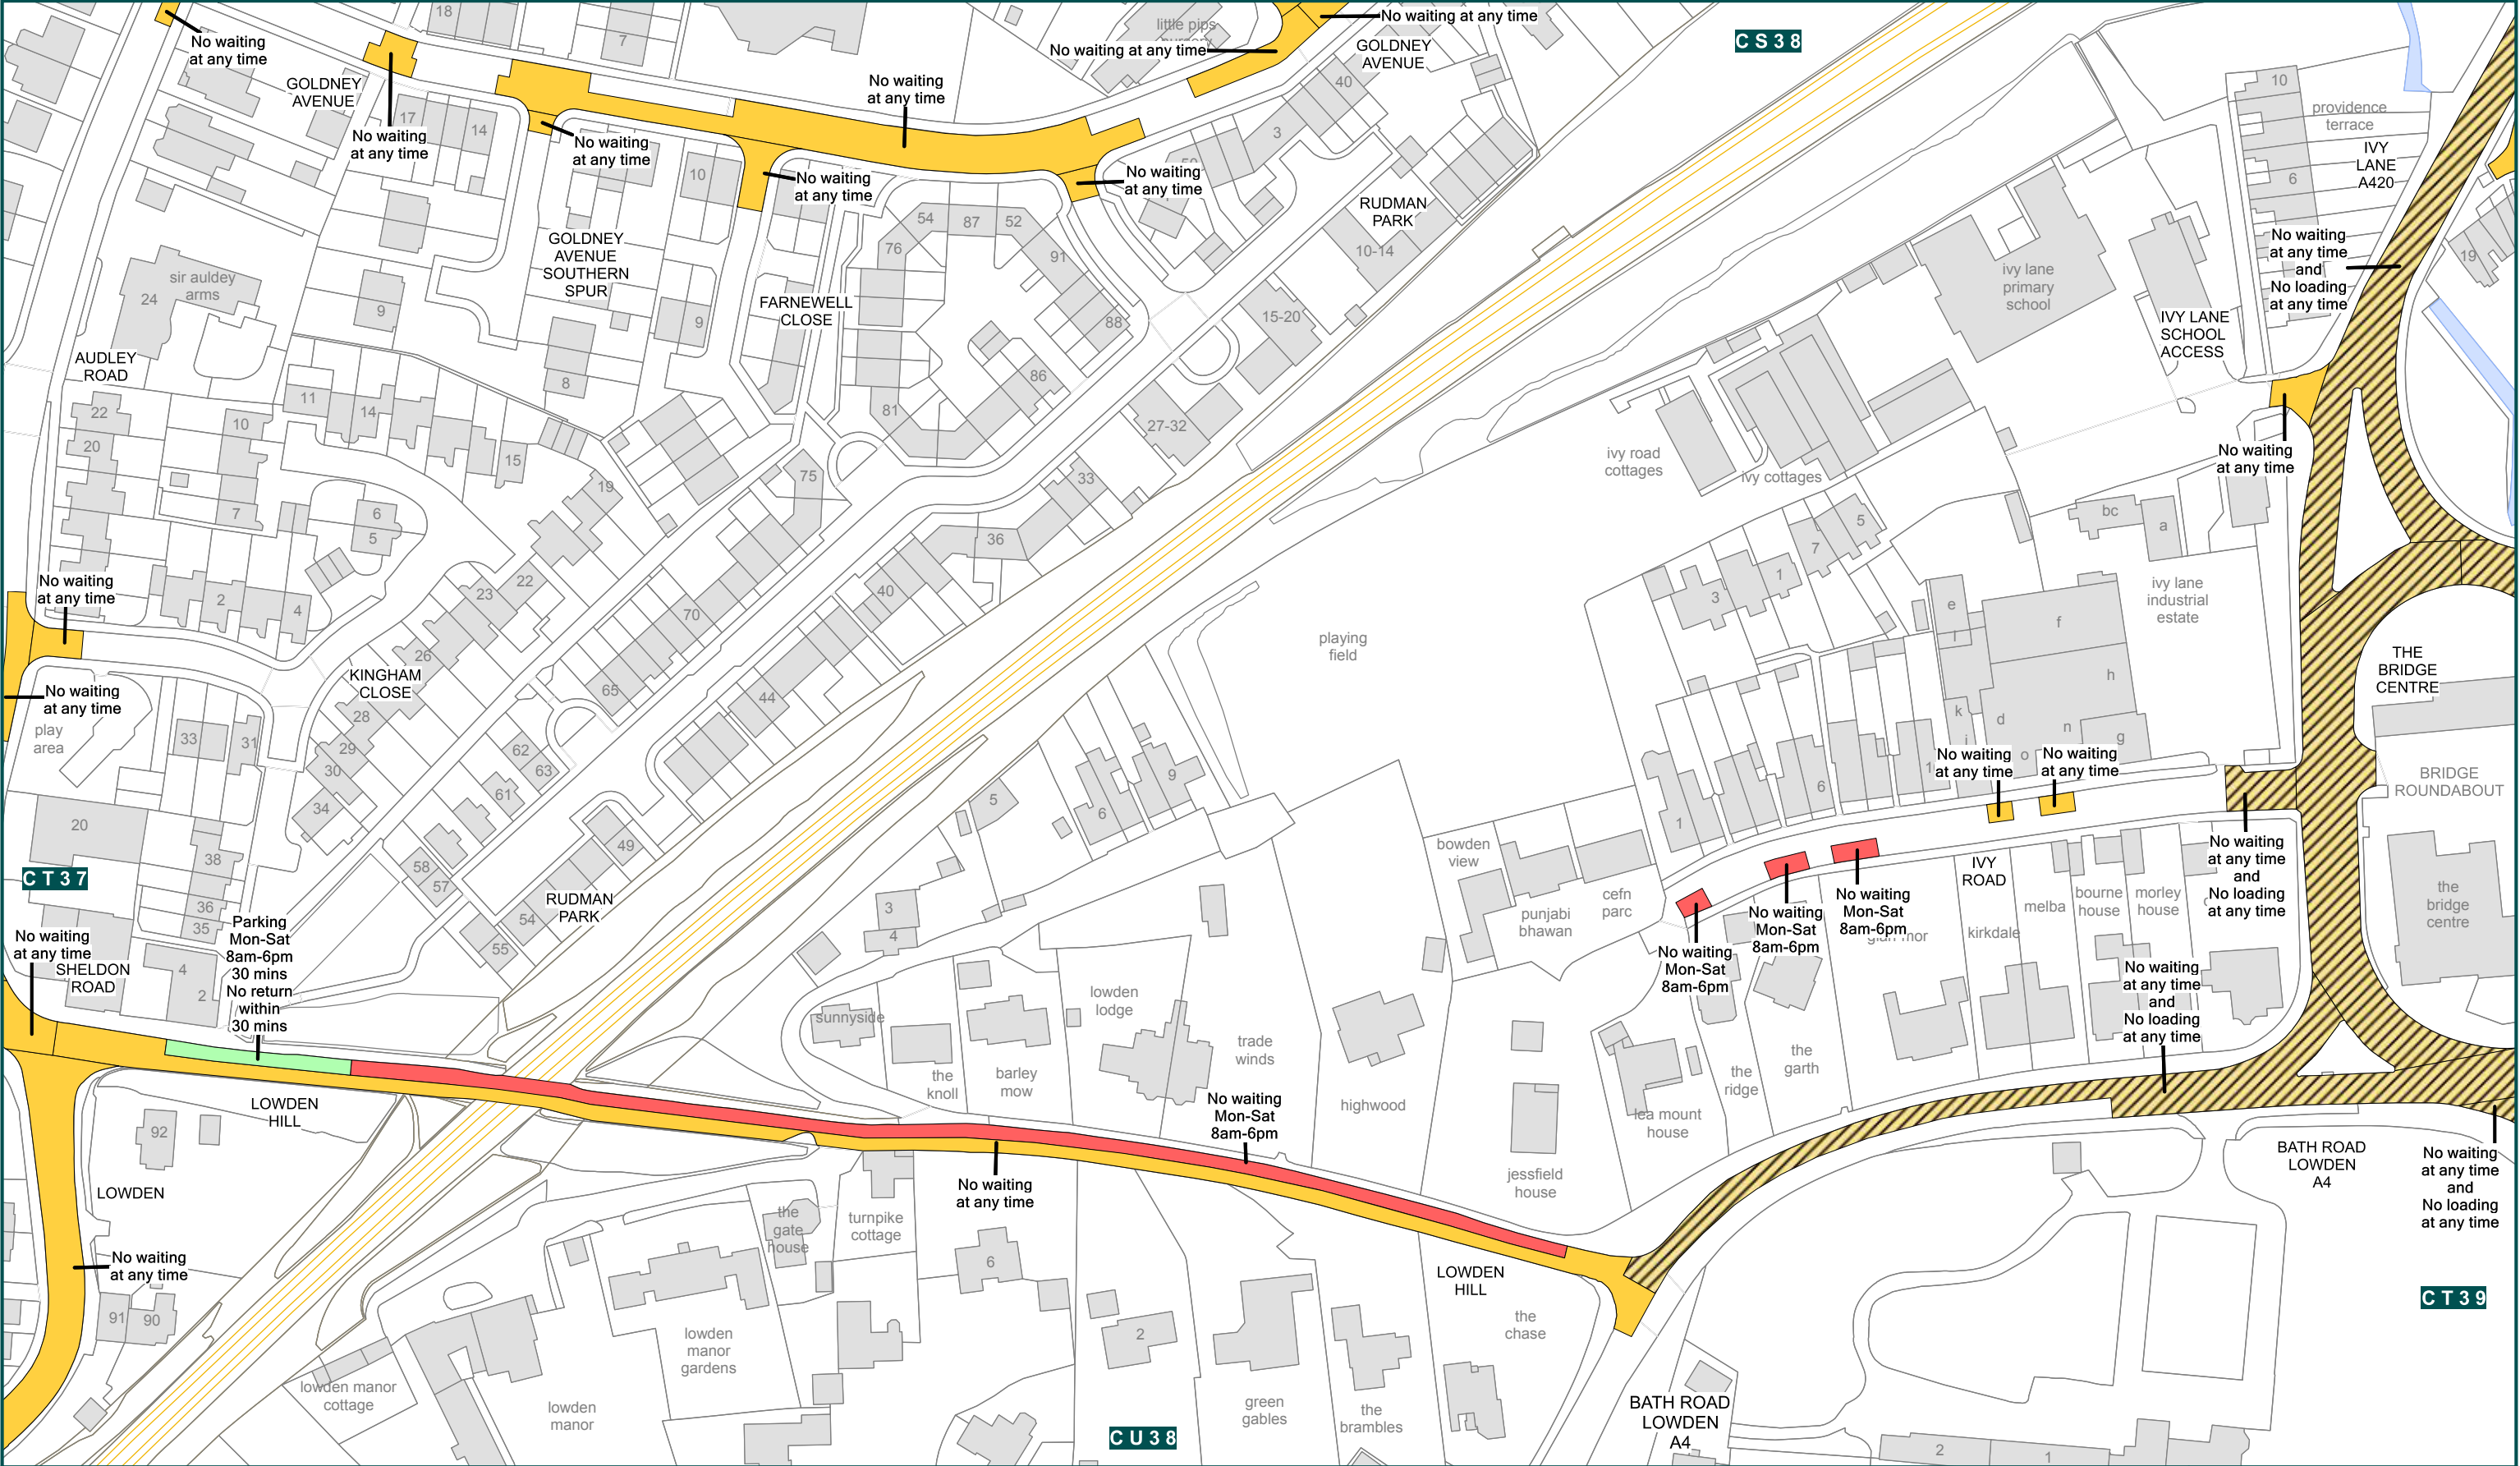 18
7
little pips
No waiting at any time
No waiting at any time
GOLDNEY
AVENUE
CS38
No waiting
at any time
GOLDNEY
AVENUE
17
14
No waiting
at any time
No waiting
at any time
No waiting
at any time
10
No waiting
at any time
No waiting
at any time
40
3
10
providence
terrace
IVY
LANE
A420
6
RUDMAN
PARK
10-14
54
87
52
76
91
88
86
81
GOLDNEY
AVENUE
SOUTHERN
SPUR
FARNEWELL
CLOSE
sir auldey
arms
24
9
9
8
15-20
27-32
ivy lane
primary
school
IVY LANE
SCHOOL
ACCESS
No waiting
at any time
and
No loading
at any time
19
No waiting
at any time
AUDLEY
ROAD
22
20
10
11
14
15
19
7
6
5
75
33
36
40
70
65
44
ivy road
cottages
ivy cottages
5
7
1
3
bc
a
e
f
h
k
d
n
g
o
ivy lane
industrial
estate
No waiting
at any time
2
4
22
23
26
KINGHAM
CLOSE
28
29
30
34
No waiting
at any time
play
area
33
31
62
63
61
playing
field
THE
BRIDGE
CENTRE
BRIDGE
ROUNDABOUT
No waiting
at any time
No waiting
at any time
20
38
36
35
CT37
58
57
49
54
55
RUDMAN
PARK
5
6
9
3
4
1
6
bowden
view
punjabi
bhawan
cefn
parc
No waiting
Mon-Sat
8am-6pm
No waiting
Mon-Sat
8am-6pm
No waiting
Mon-Sat
8am-6pm
IVY
ROAD
kirkdale
melba
bourne
house
morley
house
No waiting
at any time
and
No loading
at any time
the
bridge
centre
No waiting
at any time
SHELDON
ROAD
4
2
Parking
Mon-Sat
8am-6pm
30 mins
No return
within
30 mins
sunnyside
the
knoll
barley
mow
lowden
lodge
trade
winds
highwood
jessfield
house
lea mount
house
the
ridge
the
garth
No waiting
at any time
and
No loading
at any time
LOWDEN
HILL
92
LOWDEN
No waiting
at any time
91
90
No waiting
Mon-Sat
8am-6pm
No waiting
at any time
the
gate
house
turnpike
cottage
6
2
LOWDEN
HILL
the
chase
BATH ROAD
LOWDEN
A4
No waiting
at any time
and
No loading
at any time
CT39
lowden manor
cottage
lowden
manor
gardens
lowden
manor
green
gables
the
brambles
CU38
BATH ROAD
LOWDEN
A4
2
1